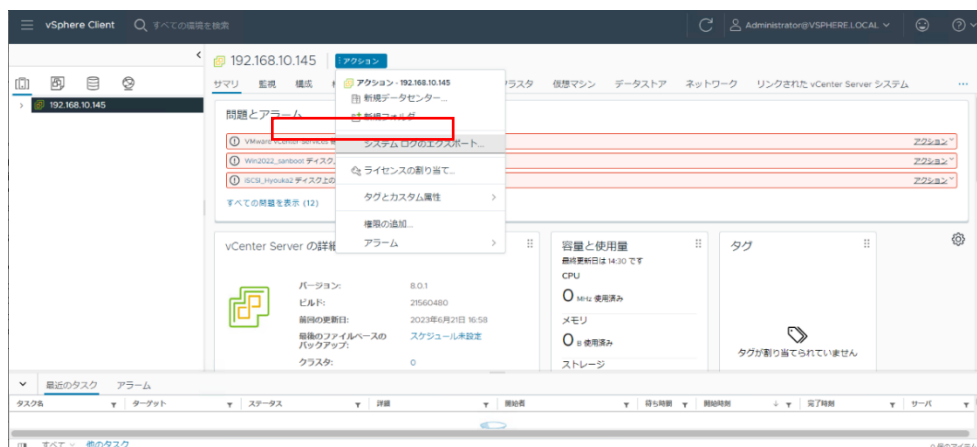 vSphere Client すべての環境を検索 Administrator@VSPHERE.LOCAL
192.168.10.145 アクション
サマリ 監視 構成 クラスタ 仮想マシン データストア ネットワーク リンクされた vCenter Server システム
192.168.10.145
アクション - 192.168.10.145
新規データセンター...
新規フォルダ
システム ログのエクスポート...
ライセンスの割り当て...
タグとカスタム属性
権限の追加...
アラーム
問題とアラーム
VMware vCenter Services アクション
Win2022_sanboot ディスク アクション
iSCSI_Hyouka2 ディスク上の アクション
すべての問題を表示 (12)
vCenter Server の詳細
バージョン: 8.0.1
ビルド: 21560480
前回の更新日: 2023年6月21日 16:58
最後のファイルベースのバックアップ: スケジュール未設定
クラスタ: 0
容量と使用量
最終更新日は 14:30 です
CPU
0 MHz 使用済み
メモリ
0 B 使用済み
ストレージ
タグ
タグが割り当てられていません
最近のタスク アラーム
タスク名 ターゲット ステータス 詳細 開始者 待ち時間 開始時刻 完了時刻 サーバ
すべて 他のタスク